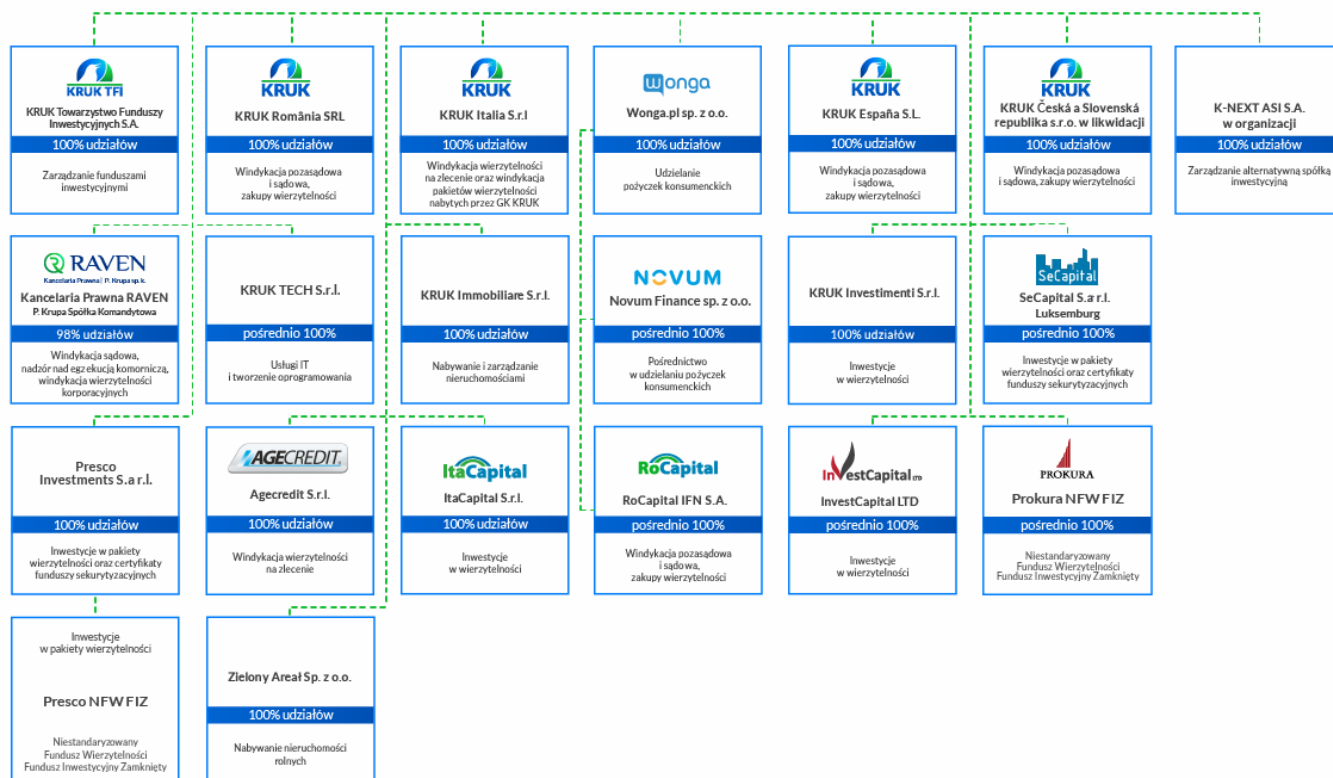 KRUK TFI
KRUK Towarzystwo Funduszy
Inwestycyjnych S.A.
100% udziałów
Zarządzanie funduszami
inwestycyjnymi
KRUK
KRUK România SRL
100% udziałów
Windykacja pozasądowa
i sądowa,
zakupy wierzytelności
KRUK
KRUK Italia S.r.l
100% udziałów
Windykacja wierzytelności
na zlecenie oraz windykacja
pakietów wierzytelności
nabytych przez GK KRUK
wonga
Wonga.pl sp. z o.o.
100% udziałów
Udzielanie
pożyczek konsumenckich
KRUK
KRUK España S.L.
100% udziałów
Windykacja pozasądowa
i sądowa,
zakupy wierzytelności
KRUK
KRUK Česká a Slovenská
republika s.r.o. w likwidacji
100% udziałów
Windykacja pozasądowa
i sądowa, zakupy wierzytelności
K-NEXT ASI S.A.
w organizacji
100% udziałów
Zarządzanie alternatywną spółką
inwestycyjną
RAVEN
Kancelaria Prawna | P. Krupa sp. k.
Kancelaria Prawna RAVEN
P. Krupa Spółka Komandytowa
98% udziałów
Windykacja sądowa,
nadzór nad egzekucją komorniczą,
windykacja wierzytelności
korporacyjnych
KRUK TECH S.r.l.
pośrednio 100%
Usługi IT
i tworzenie oprogramowania
KRUK Immobiliare S.r.l.
100% udziałów
Nabywanie i zarządzanie
nieruchomościami
NOVUM
Novum Finance sp. z o.o.
pośrednio 100%
Pośrednictwo
w udzielaniu pożyczek
konsumenckich
KRUK Investimenti S.r.l.
100% udziałów
Inwestycje
w wierzytelności
SeCapital
SeCapital S.a r.l.
Luksemburg
pośrednio 100%
Inwestycje w pakiety
wierzytelności oraz certyfikaty
funduszy sekurytyzacyjnych
Presco
Investments S.a r.l.
100% udziałów
Inwestycje w pakiety
wierzytelności oraz certyfikaty
funduszy sekurytyzacyjnych
AGECREDIT
Agecredit S.r.l.
100% udziałów
Windykacja wierzytelności
na zlecenie
ItaCapital
ItaCapital S.r.l.
100% udziałów
Inwestycje
w wierzytelności
RoCapital
RoCapital IFN S.A.
pośrednio 100%
Windykacja pozasądowa
i sądowa,
zakupy wierzytelności
InVestCapital LTD
InvestCapital LTD
pośrednio 100%
Inwestycje
w wierzytelności
PROKURA
Prokura NFW FIZ
pośrednio 100%
Niestandaryzowany
Fundusz Wierzytelności
Fundusz Inwestycyjny Zamknięty
Inwestycje
w pakiety wierzytelności
Presco NFW FIZ
Niestandaryzowany
Fundusz Wierzytelności
Fundusz Inwestycyjny Zamknięty
Zielony Areał Sp. z o.o.
100% udziałów
Nabywanie nieruchomości
rolnych